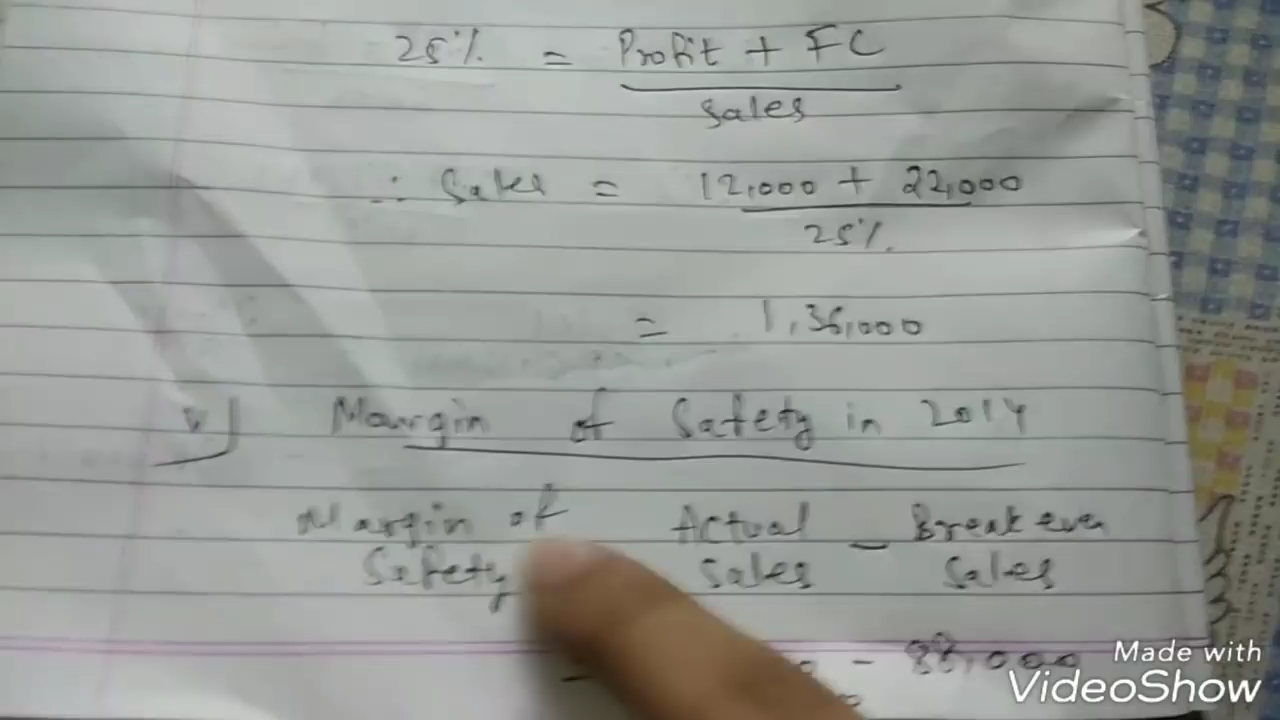 25% = Profit + FC
Sales
∴ Sales = 12,000 + 22,000
25%
= 1,36,000
v) Margin of Safety in 2014
Margin of Actual - Break even
Safety Sales Sales
- 88,000
Made with
VideoShow